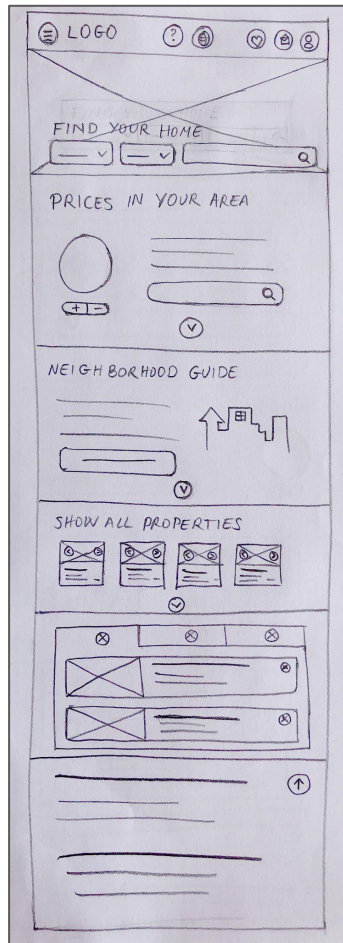 LOGO ?
FIND YOUR HOME
PRICES IN YOUR AREA
+ -
NEIGHBORHOOD GUIDE
SHOW ALL PROPERTIES